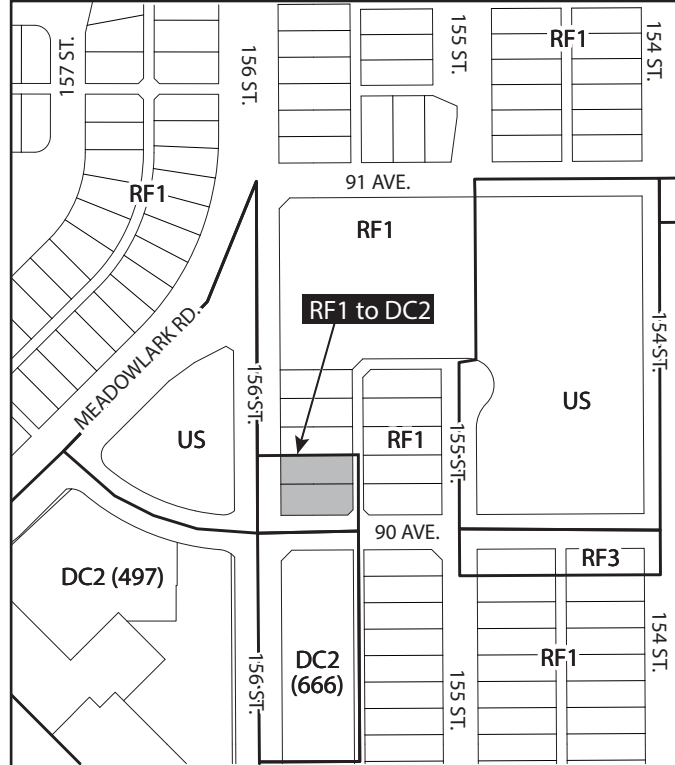 RF1
157 ST.
156 ST.
155 ST.
154 ST.
91 AVE.
RF1
RF1
RF1 to DC2
MEADOWLARK RD.
156 ST.
154 ST.
US
US
RF1
155 ST.
90 AVE.
DC2 (497)
RF3
DC2
(666)
156 ST.
RF1
155 ST.
154 ST.